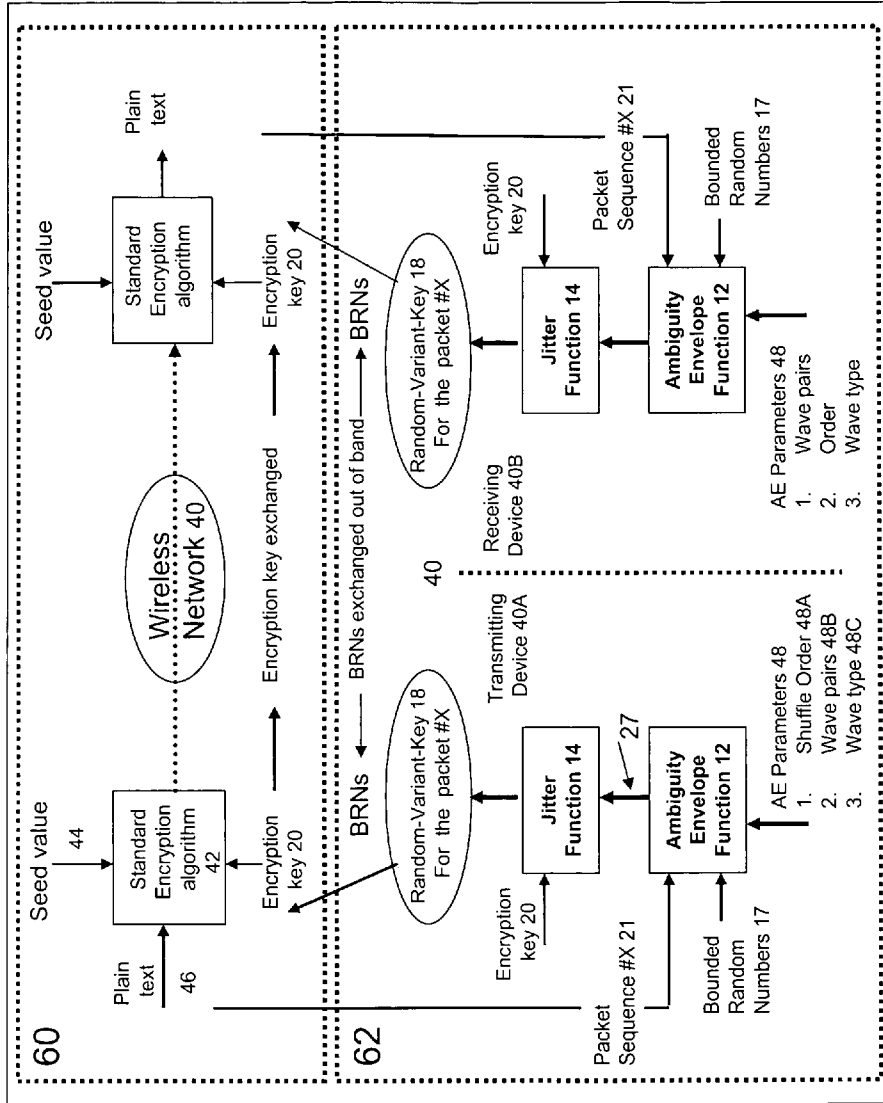 60
Seed value
44
Standard
Encryption
algorithm
42
Plain
text
46
Encryption
key 20
Wireless
Network 40
Encryption key exchanged
Seed value
Standard
Encryption
algorithm
Plain
text
Encryption
key 20
62
BRNs
BRNs exchanged out of band
BRNs
Random-Variant-Key 18
For the packet #X
Transmitting
Device 40A
40
Receiving
Device 40B
Random-Variant-Key 18
For the packet #X
Encryption
key 20
Jitter
Function 14
27
Jitter
Function 14
Encryption
key 20
Packet
Sequence #X 21
Ambiguity
Envelope
Function 12
Ambiguity
Envelope
Function 12
Packet
Sequence #X 21
Bounded
Random
Numbers 17
AE Parameters 48
1. Shuffle Order 48A
2. Wave pairs 48B
3. Wave type 48C
AE Parameters 48
1. Wave pairs
2. Order
3. Wave type
Bounded
Random
Numbers 17